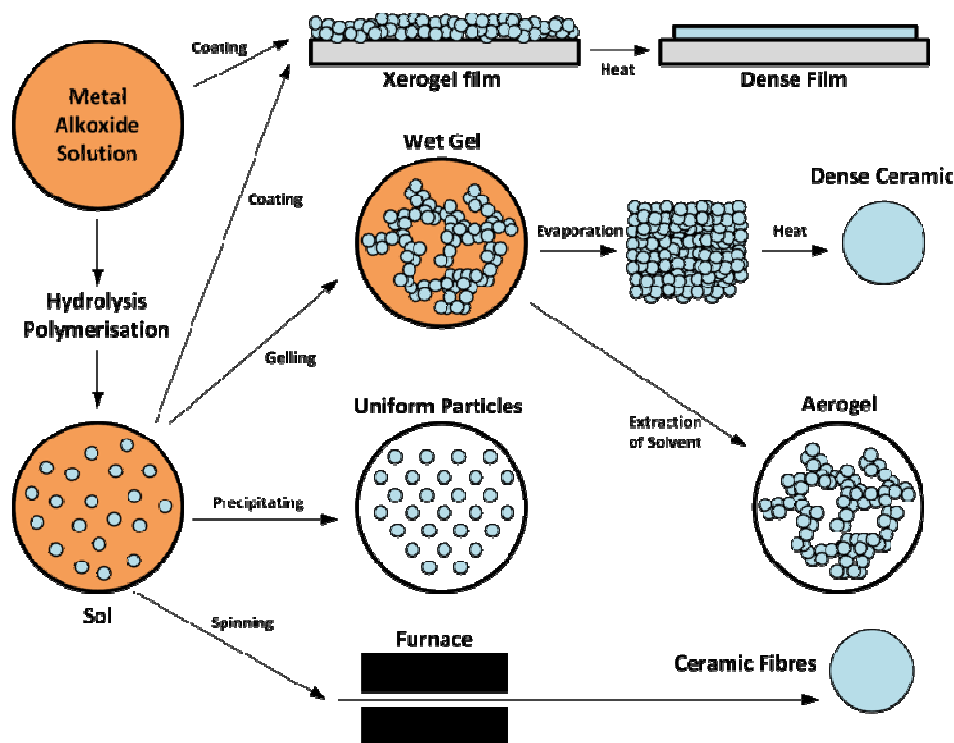 Metal
Alkoxide
Solution
Coating
Xerogel film
Heat
Dense Film
Hydrolysis
Polymerisation
Coating
Wet Gel
Evaporation
Heat
Dense Ceramic
Gelling
Extraction
of Solvent
Aerogel
Sol
Precipitating
Uniform Particles
Spinning
Furnace
Ceramic Fibres